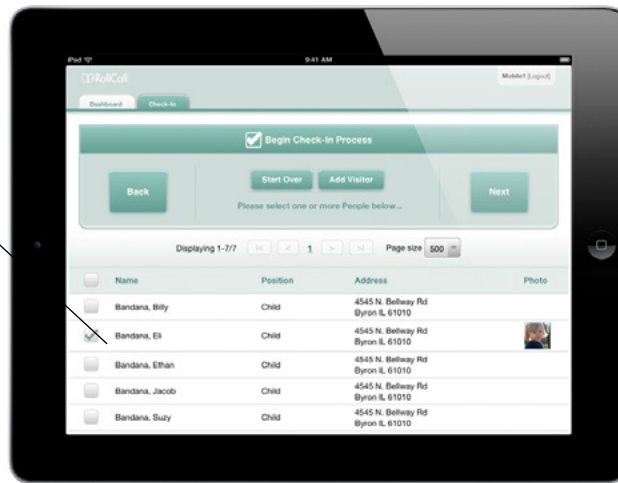 iPad 9:41 AM
RollCall
Mobile1 [Logout]
Dashboard Check-In
Begin Check-In Process
Back Start Over Add Visitor Next
Please select one or more People below...
Displaying 1-7/7 1 Page size 500
Name Position Address Photo
Bandana, Billy Child 4545 N. Bellway Rd
Byron IL 61010
Bandana, Eli Child 4545 N. Bellway Rd
Byron IL 61010
Bandana, Ethan Child 4545 N. Bellway Rd
Byron IL 61010
Bandana, Jacob Child 4545 N. Bellway Rd
Byron IL 61010
Bandana, Suzy Child 4545 N. Bellway Rd
Byron IL 61010